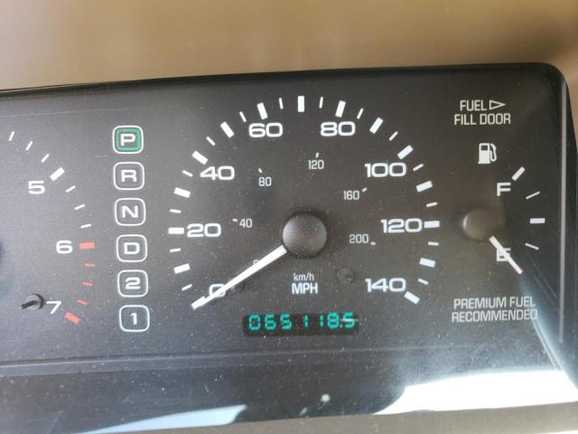 FUEL ▷
FILL DOOR
P
R
N
D
2
1
5
6
7
0
20
40
60
80
100
120
140
40
80
120
160
200
km/h
MPH
065118.5
F
E
PREMIUM FUEL
RECOMMENDED